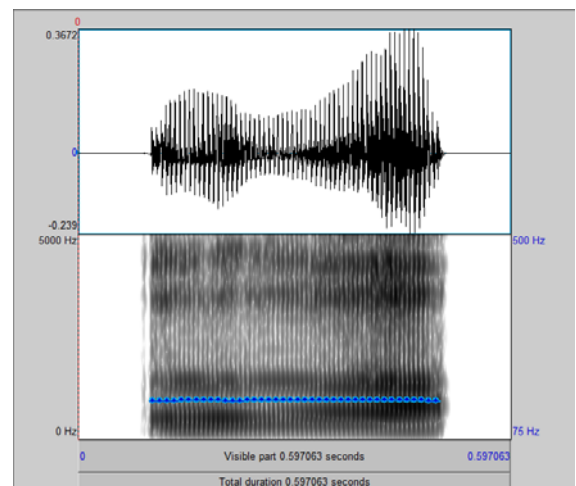 0
0.3672
0
-0.239
5000 Hz
500 Hz
0 Hz
75 Hz
0
Visible part 0.597063 seconds
0.597063
Total duration 0.597063 seconds